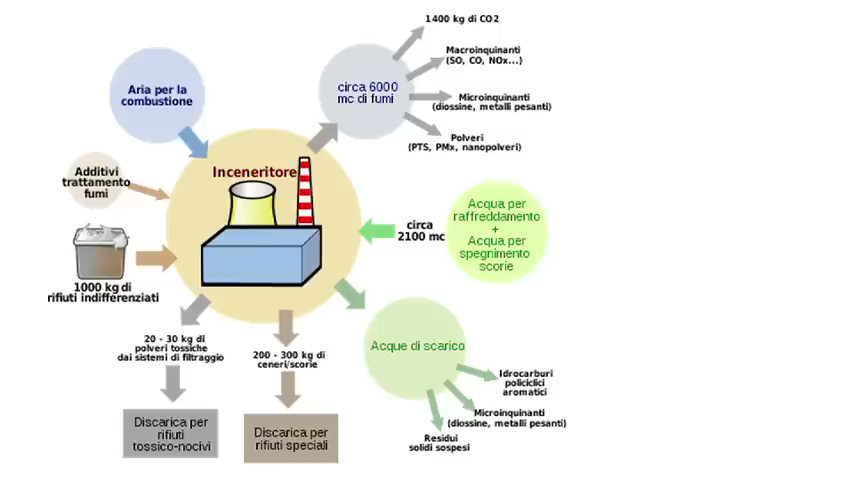 1400 kg di CO2
Macroinquinanti
(SO, CO, NOx...)
Aria per la
combustione
circa 6000
mc di fumi
Microinquinanti
(diossine, metalli pesanti)
Polveri
(PTS, PMx, nanopolveri)
Inceneritore
Additivi
trattamento
fumi
Acqua per
raffreddamento
+
Acqua per
spegnimento
scorie
circa
2100 mc
1000 kg di
rifiuti indifferenziati
20 - 30 kg di
polveri tossiche
dai sistemi di filtraggio
200 - 300 kg di
ceneri/scorie
Acque di scarico
Idrocarburi
policiclici
aromatici
Microinquinanti
(diossine, metalli pesanti)
Residui
solidi sospesi
Discarica per
rifiuti
tossico-nocivi
Discarica per
rifiuti speciali